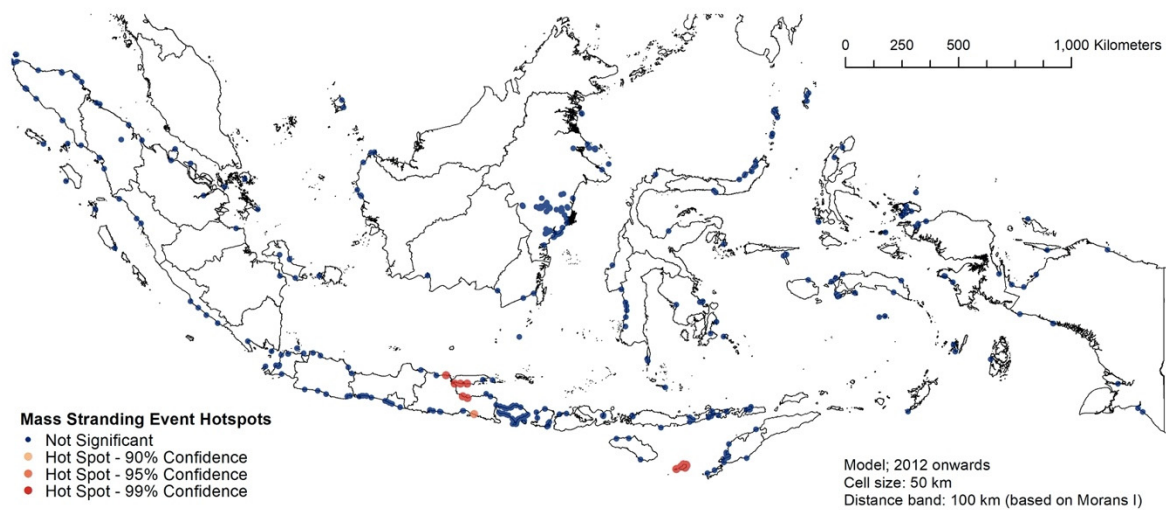 0 250 500 1,000 Kilometers
Mass Stranding Event Hotspots
Not Significant
Hot Spot - 90% Confidence
Hot Spot - 95% Confidence
Hot Spot - 99% Confidence
Model; 2012 onwards
Cell size: 50 km
Distance band: 100 km (based on Morans I)